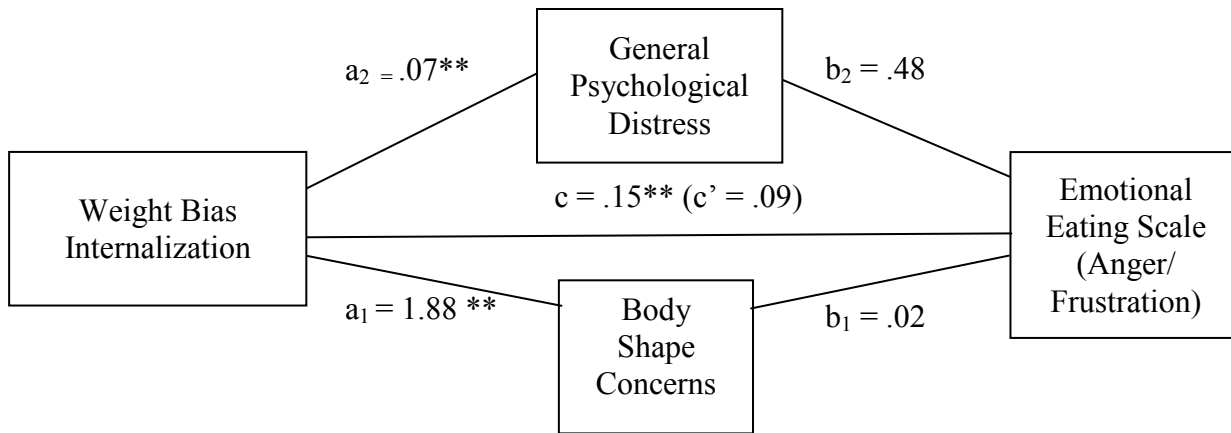 General
Psychological
Distress
a₂ = .07**
b₂ = .48
Weight Bias
Internalization
c = .15** (c’ = .09)
Emotional
Eating Scale
(Anger/
Frustration)
a₁ = 1.88 **
b₁ = .02
Body
Shape
Concerns